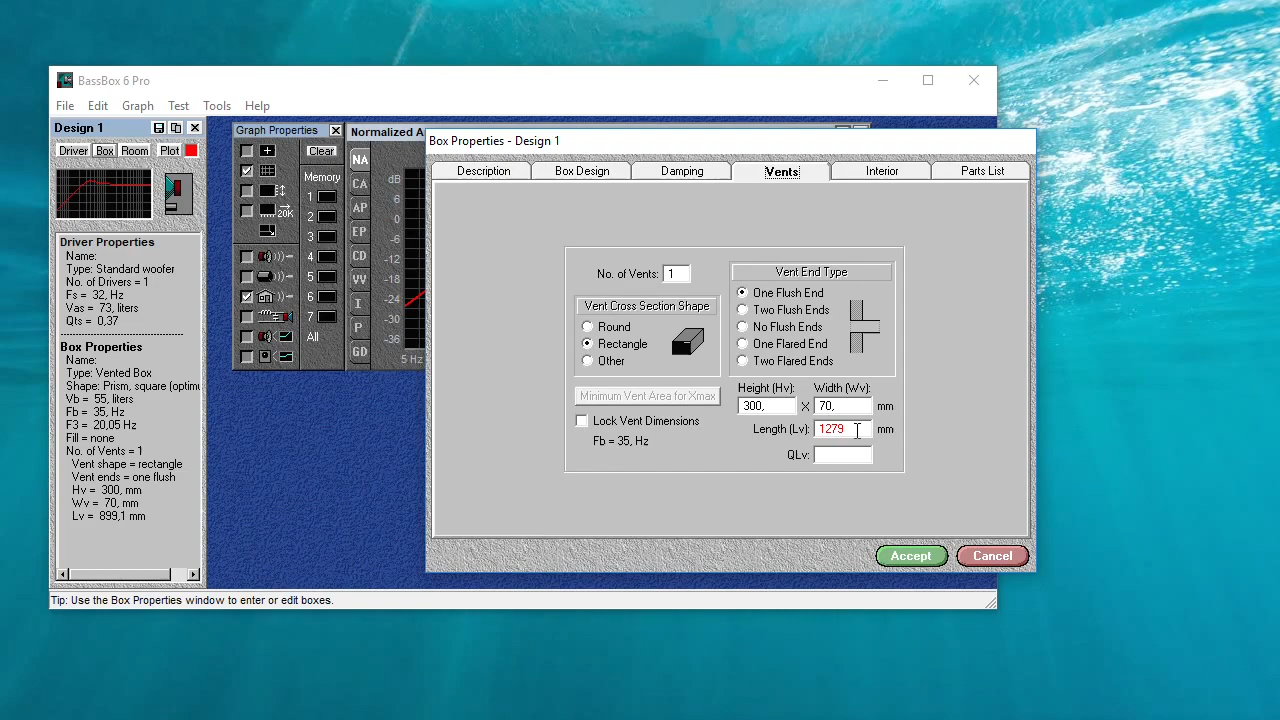 BassBox 6 Pro
File Edit Graph Test Tools Help
Design 1
Driver Box Room Plot
Driver Properties
Name:
Type: Standard woofer
No. of Drivers = 1
Fs = 32, Hz
Vas = 73, liters
Qts = 0,37
Box Properties
Name:
Type: Vented Box
Shape: Prism, square (optimu
Vb = 55, liters
Fb = 35, Hz
F3 = 20,05 Hz
Fill = none
No. of Vents = 1
Vent shape = rectangle
Vent ends = one flush
Hv = 300, mm
Wv = 70, mm
Lv = 899,1 mm
Graph Properties
Clear
Memory
1
2
3
4
5
6
7
All
20K
Normalized A
NA
CA
AP
EP
CD
VV
I
P
GD
dB
6
0
-6
-12
-18
-24
-30
-36
5 Hz
Box Properties - Design 1
Description Box Design Damping Vents Interior Parts List
No. of Vents: 1
Vent Cross Section Shape
Round
Rectangle
Other
Minimum Vent Area for Xmax
Lock Vent Dimensions
Fb = 35, Hz
Vent End Type
One Flush End
Two Flush Ends
No Flush Ends
One Flared End
Two Flared Ends
Height (Hv): Width (Wv):
300, X 70, mm
Length (Lv): 1279 mm
QLv:
Accept Cancel
Tip: Use the Box Properties window to enter or edit boxes.